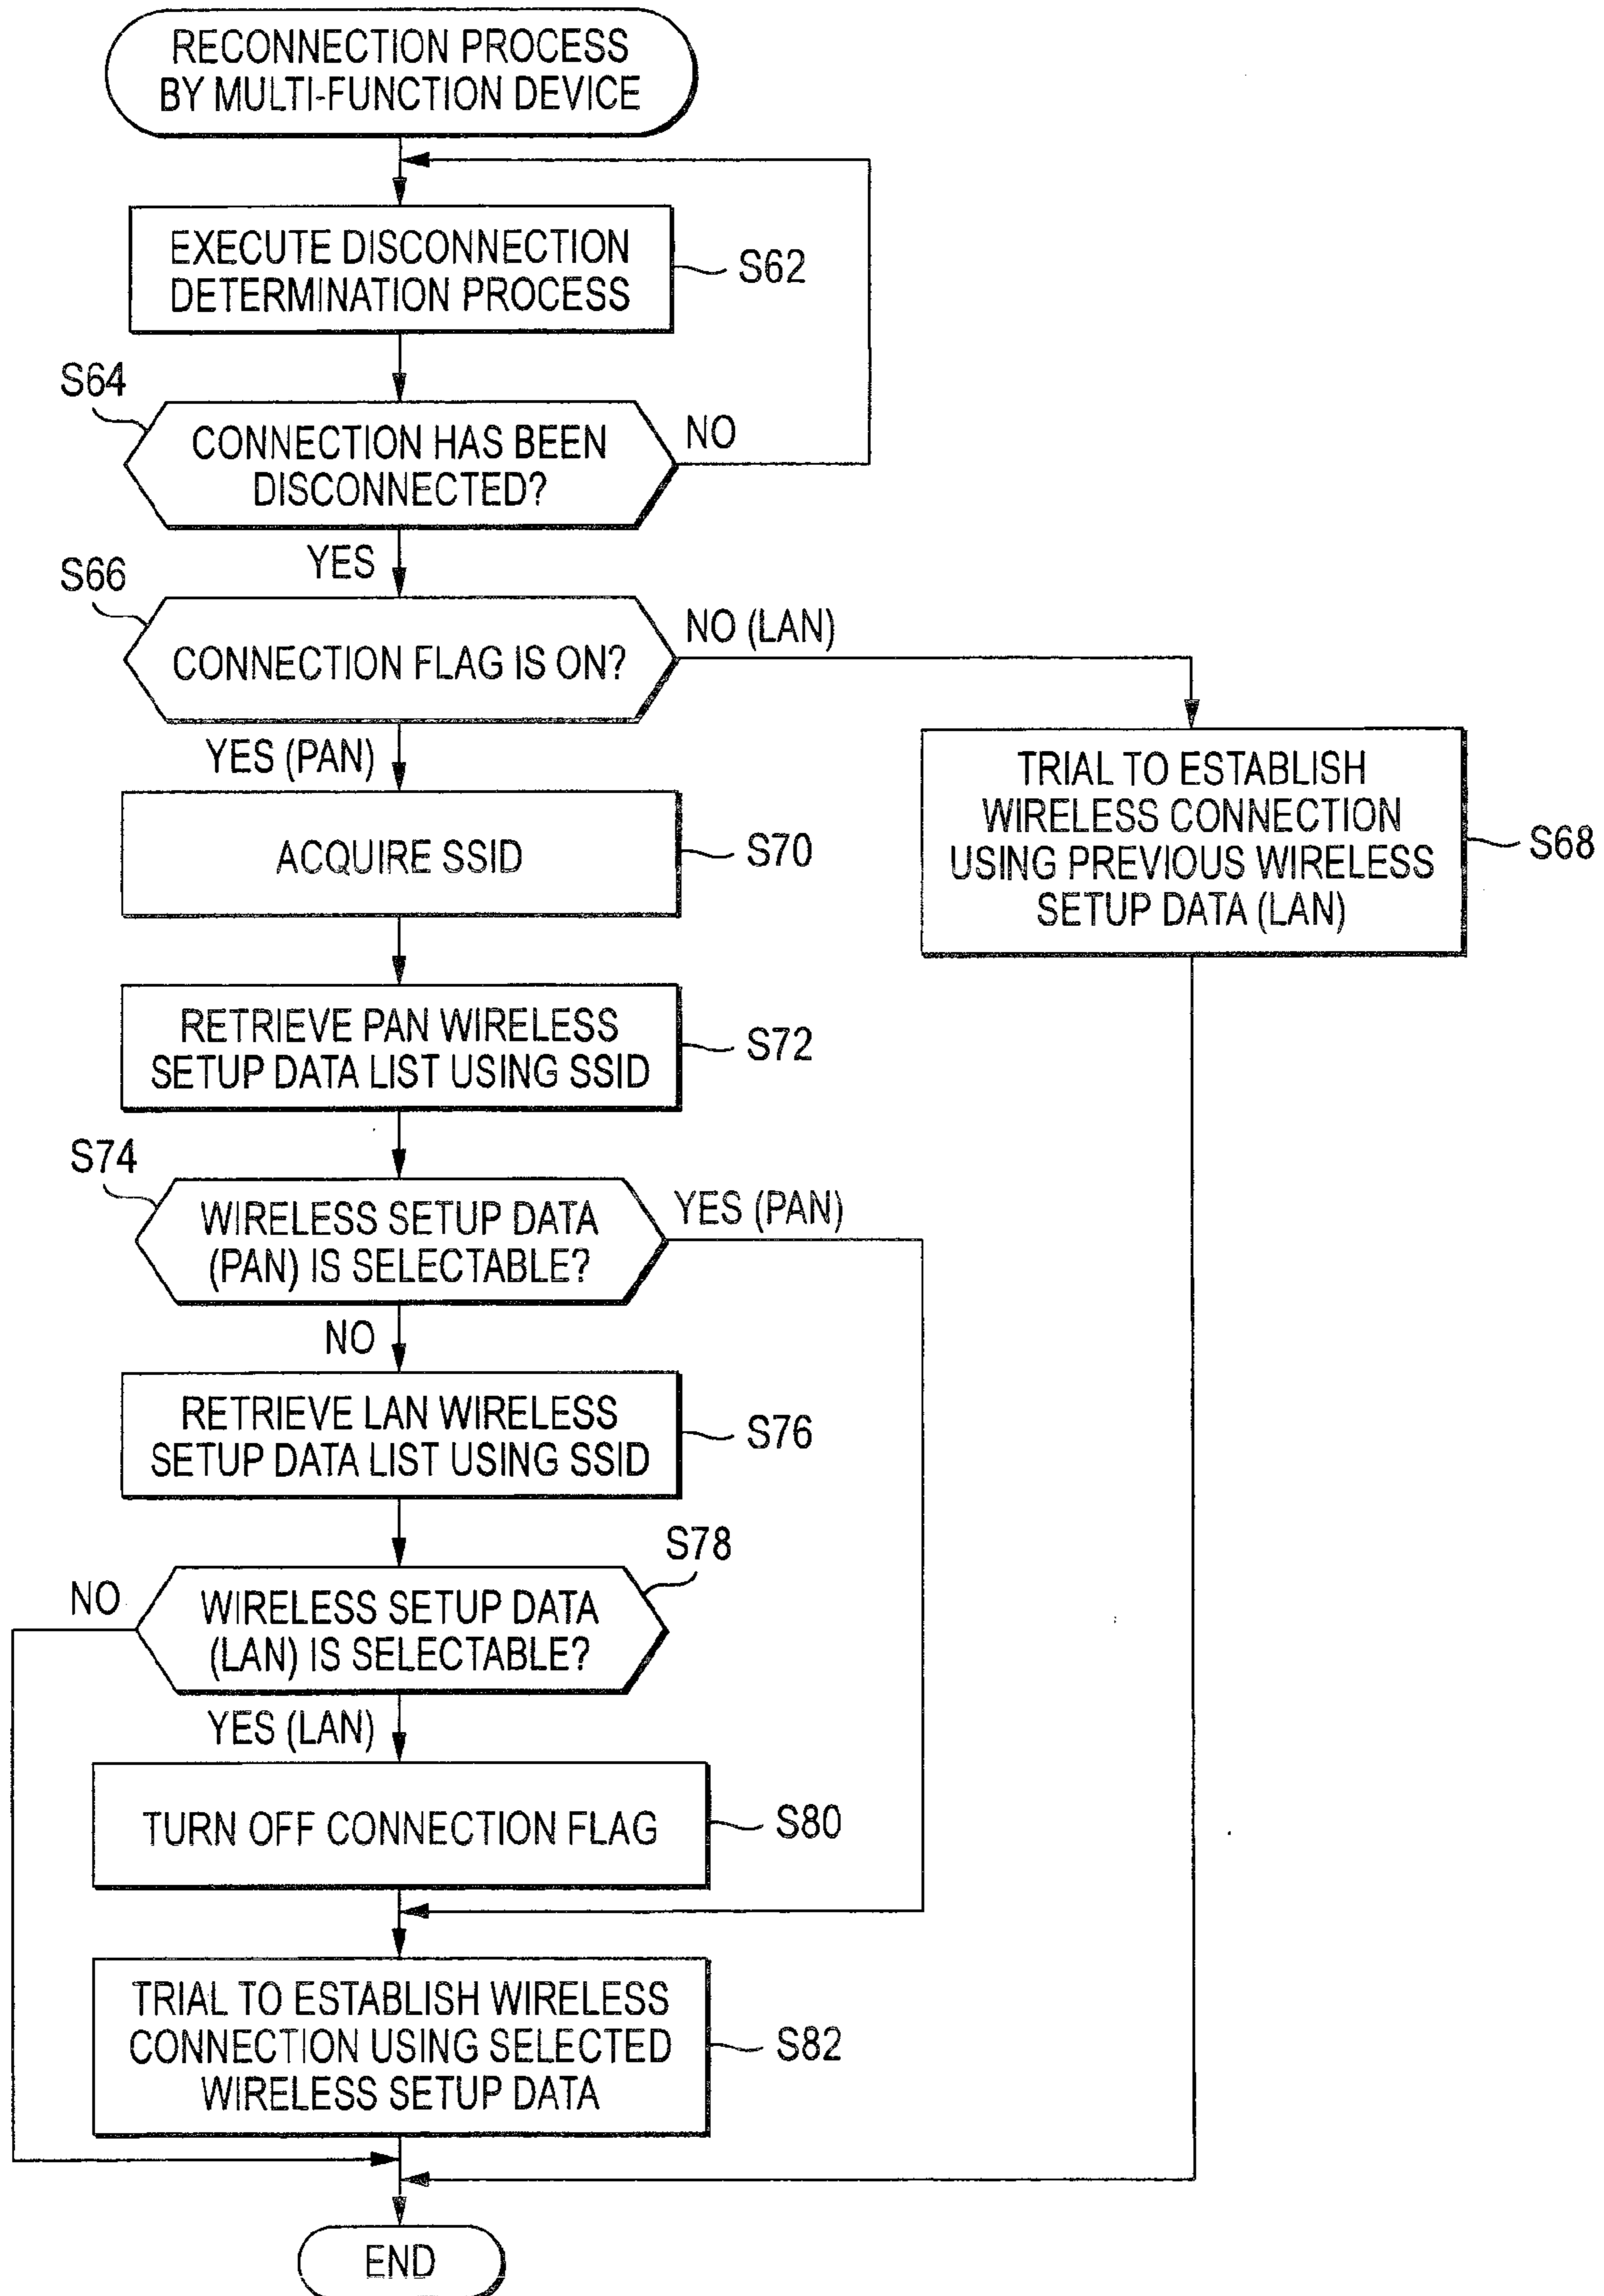 RECONNECTION PROCESS
BY MULTI-FUNCTION DEVICE
EXECUTE DISCONNECTION
DETERMINATION PROCESS
S62
S64
CONNECTION HAS BEEN
DISCONNECTED?
NO
YES
S66
CONNECTION FLAG IS ON?
NO (LAN)
YES (PAN)
TRIAL TO ESTABLISH
WIRELESS CONNECTION
USING PREVIOUS WIRELESS
SETUP DATA (LAN)
S68
ACQUIRE SSID
S70
RETRIEVE PAN WIRELESS
SETUP DATA LIST USING SSID
S72
S74
WIRELESS SETUP DATA
(PAN) IS SELECTABLE?
YES (PAN)
NO
RETRIEVE LAN WIRELESS
SETUP DATA LIST USING SSID
S76
S78
NO
WIRELESS SETUP DATA
(LAN) IS SELECTABLE?
YES (LAN)
TURN OFF CONNECTION FLAG
S80
TRIAL TO ESTABLISH WIRELESS
CONNECTION USING SELECTED
WIRELESS SETUP DATA
S82
END